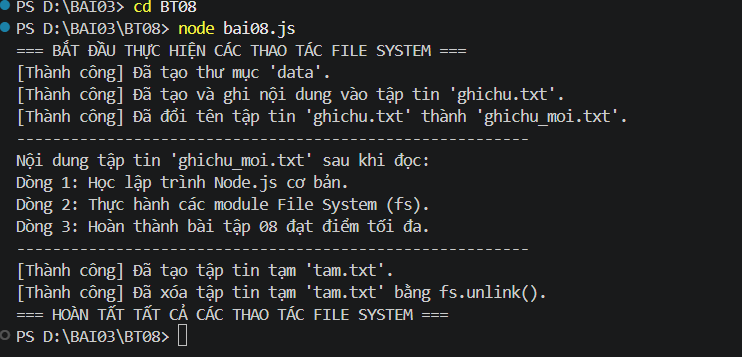 PS D:\BAI03> cd BT08
PS D:\BAI03\BT08> node bai08.js
=== BẮT ĐẦU THỰC HIỆN CÁC THAO TÁC FILE SYSTEM ===
[Thành công] Đã tạo thư mục 'data'.
[Thành công] Đã tạo và ghi nội dung vào tập tin 'ghichu.txt'.
[Thành công] Đã đổi tên tập tin 'ghichu.txt' thành 'ghichu_moi.txt'.
-------------------------------------------------------
Nội dung tập tin 'ghichu_moi.txt' sau khi đọc:
Dòng 1: Học lập trình Node.js cơ bản.
Dòng 2: Thực hành các module File System (fs).
Dòng 3: Hoàn thành bài tập 08 đạt điểm tối đa.
-------------------------------------------------------
[Thành công] Đã tạo tập tin tạm 'tam.txt'.
[Thành công] Đã xóa tập tin tạm 'tam.txt' bằng fs.unlink().
=== HOÀN TẤT TẤT CẢ CÁC THAO TÁC FILE SYSTEM ===
PS D:\BAI03\BT08>